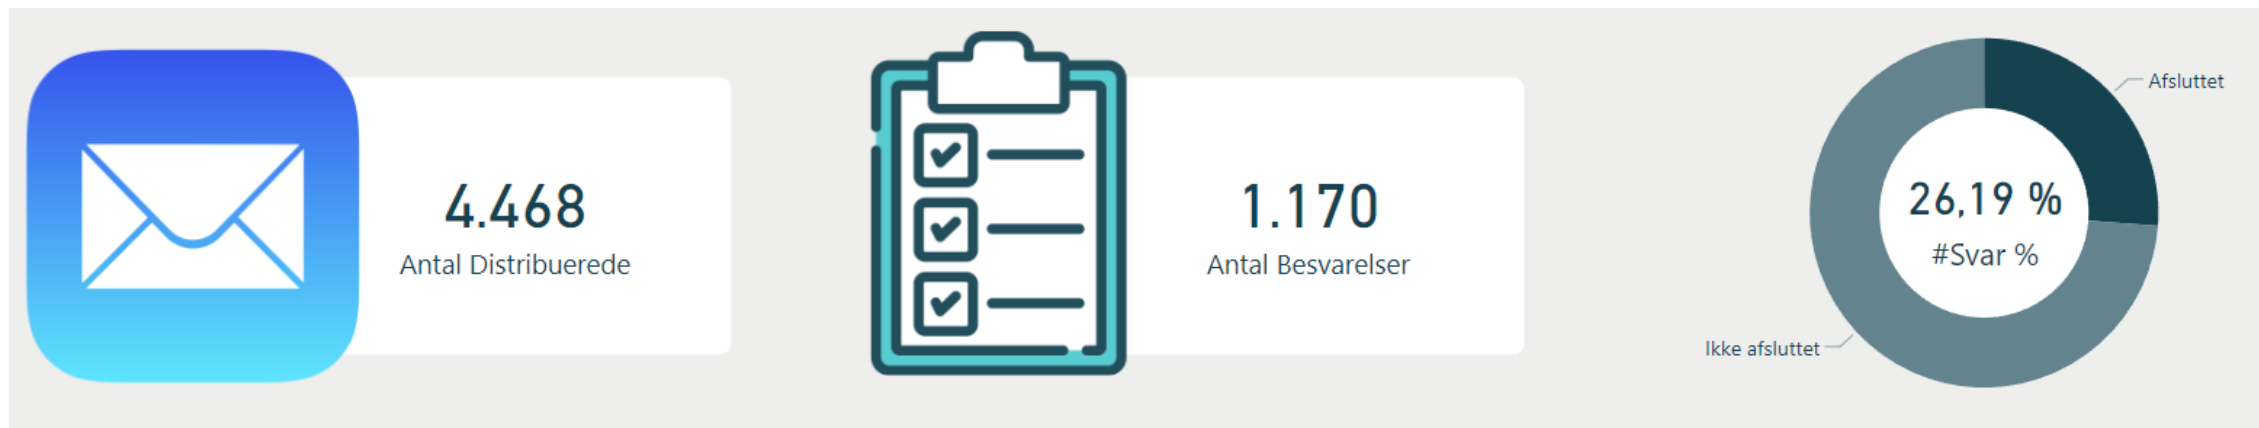 4.468
Antal Distribuerede
1.170
Antal Besvarelser
Afsluttet
26,19 %
#Svar %
Ikke afsluttet